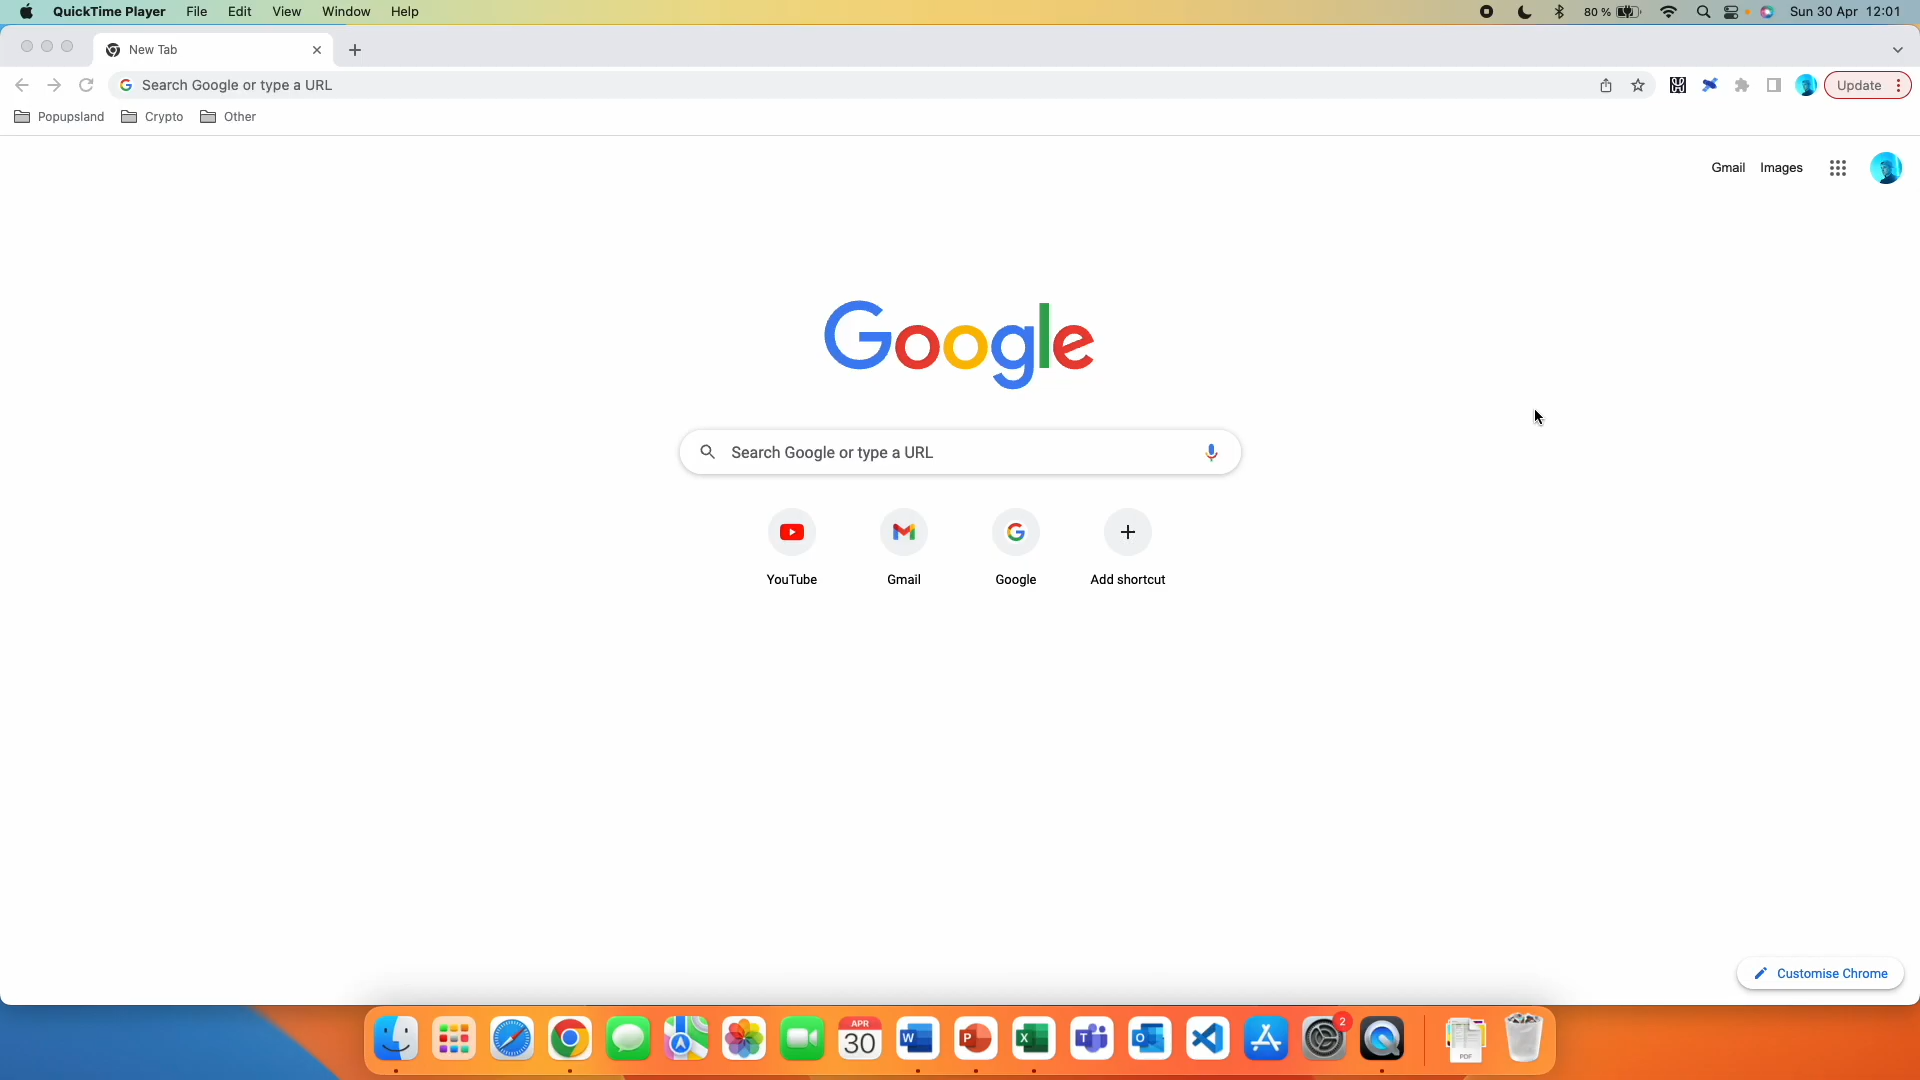 QuickTime Player File Edit View Window Help 80 % Sun 30 Apr 12:01
New Tab
Search Google or type a URL Update
Popupsland Crypto Other
Gmail Images
Google
Search Google or type a URL
YouTube Gmail Google Add shortcut
Customise Chrome
APR
30
W
P
X
T
O
2
PDF